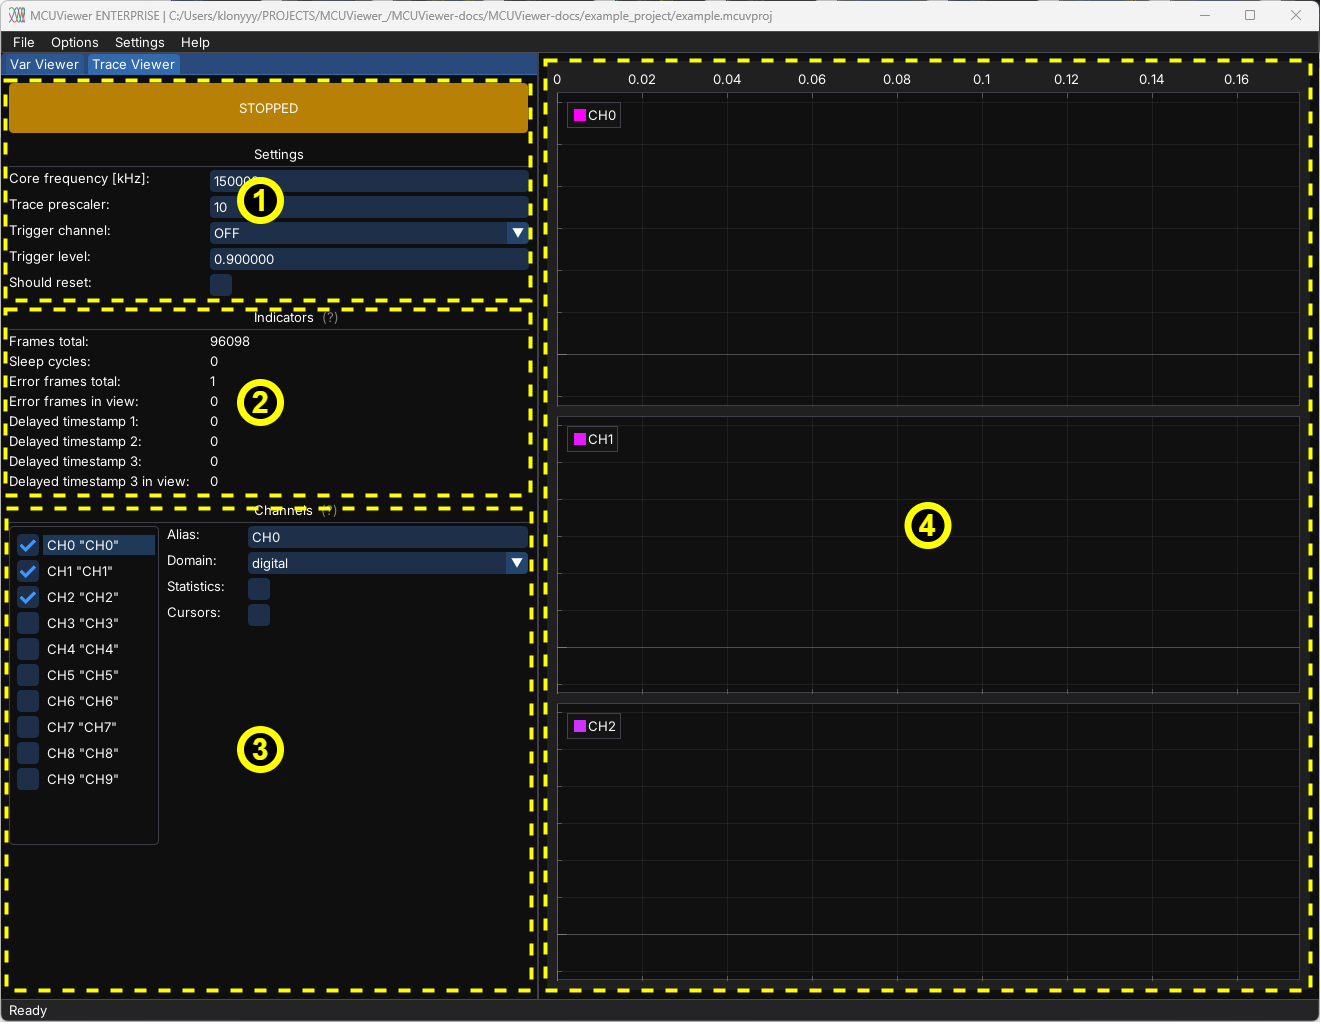 MCUViewer ENTERPRISE | C:/Users/klonyyy/PROJECTS/MCUViewer_/MCUViewer-docs/MCUViewer-docs/example_project/example.mcuvproj
File Options Settings Help
Var Viewer Trace Viewer
STOPPED
Settings
Core frequency [kHz]:
Trace prescaler: 10
Trigger channel: OFF
Trigger level: 0.900000
Should reset:
1
Indicators (?)
Frames total: 96098
Sleep cycles: 0
Error frames total: 1
Error frames in view: 0
Delayed timestamp 1: 0
Delayed timestamp 2: 0
Delayed timestamp 3: 0
Delayed timestamp 3 in view: 0
2
Channels (?)
CH0 "CH0"
CH1 "CH1"
CH2 "CH2"
CH3 "CH3"
CH4 "CH4"
CH5 "CH5"
CH6 "CH6"
CH7 "CH7"
CH8 "CH8"
CH9 "CH9"
Alias: CH0
Domain: digital
Statistics:
Cursors:
3
0 0.02 0.04 0.06 0.08 0.1 0.12 0.14 0.16
CH0
CH1
4
CH2
Ready